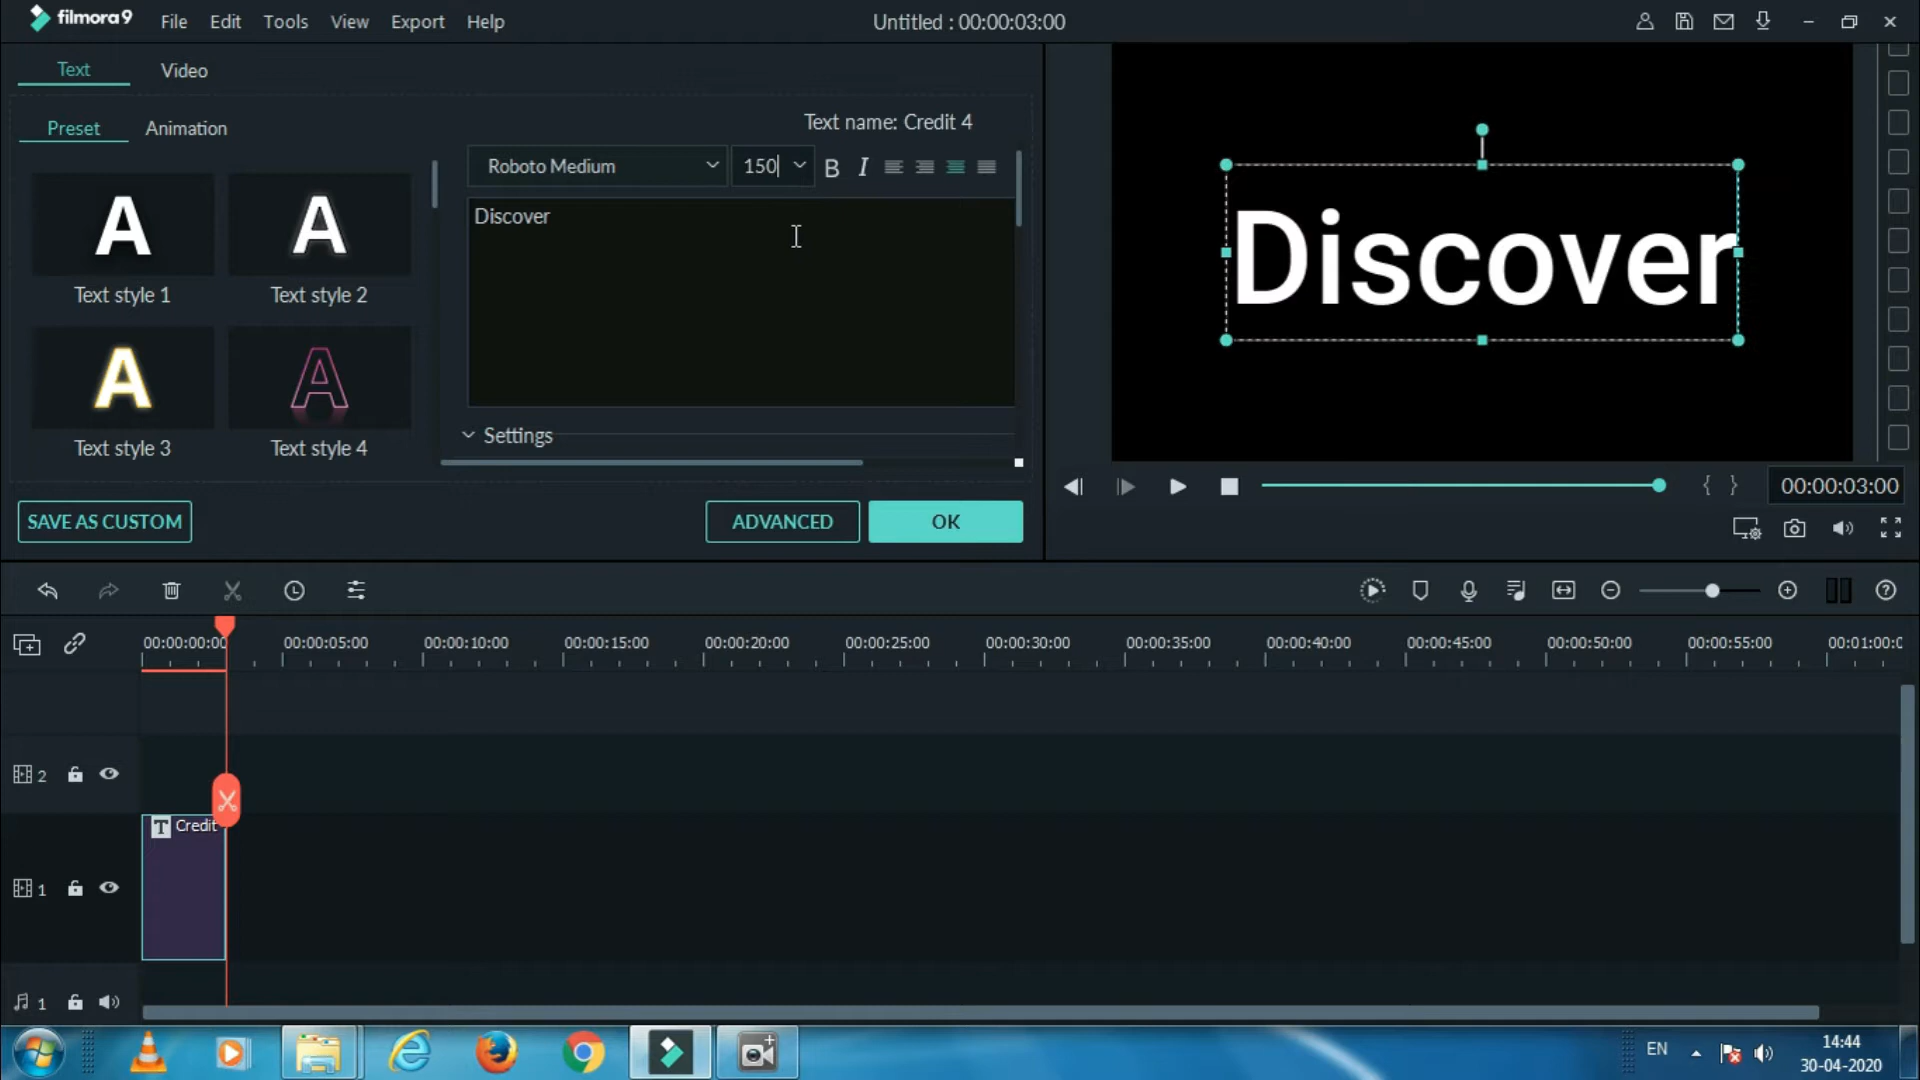 filmora9 File Edit Tools View Export Help Untitled : 00:00:03:00
Text Video
Preset Animation Text name: Credit 4
Roboto Medium 150 B I
Discover
A A
Text style 1 Text style 2
A A
Text style 3 Text style 4
Settings
SAVE AS CUSTOM ADVANCED OK
Discover
{ } 00:00:03:00
00:00:00:00 00:00:05:00 00:00:10:00 00:00:15:00 00:00:20:00 00:00:25:00 00:00:30:00 00:00:35:00 00:00:40:00 00:00:45:00 00:00:50:00 00:00:55:00 00:01:00:0
2
T Credit
1
1
EN 14:44
30-04-2020